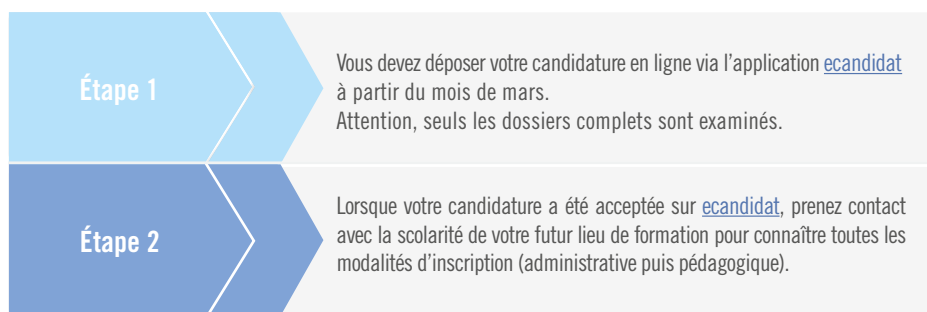 Étape 1
Vous devez déposer votre candidature en ligne via l’application ecandidat
à partir du mois de mars.
Attention, seuls les dossiers complets sont examinés.
Étape 2
Lorsque votre candidature a été acceptée sur ecandidat, prenez contact
avec la scolarité de votre futur lieu de formation pour connaître toutes les
modalités d’inscription (administrative puis pédagogique).